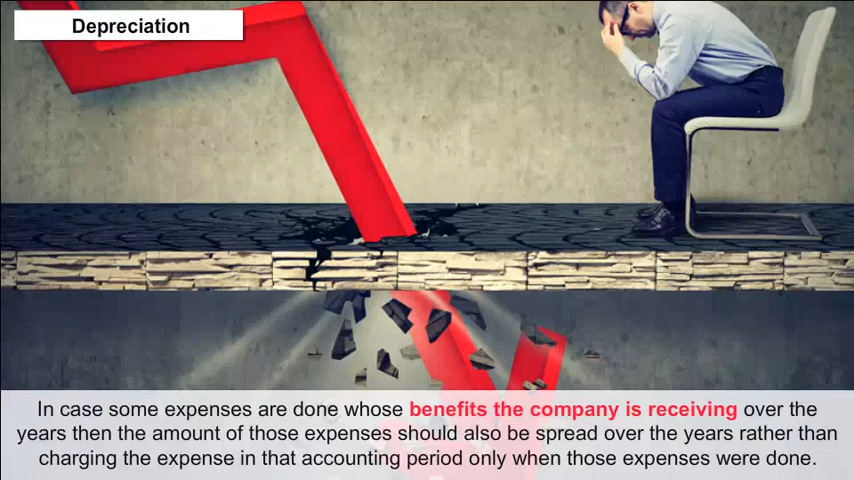 Depreciation
In case some expenses are done whose benefits the company is receiving over the
years then the amount of those expenses should also be spread over the years rather than
charging the expense in that accounting period only when those expenses were done.